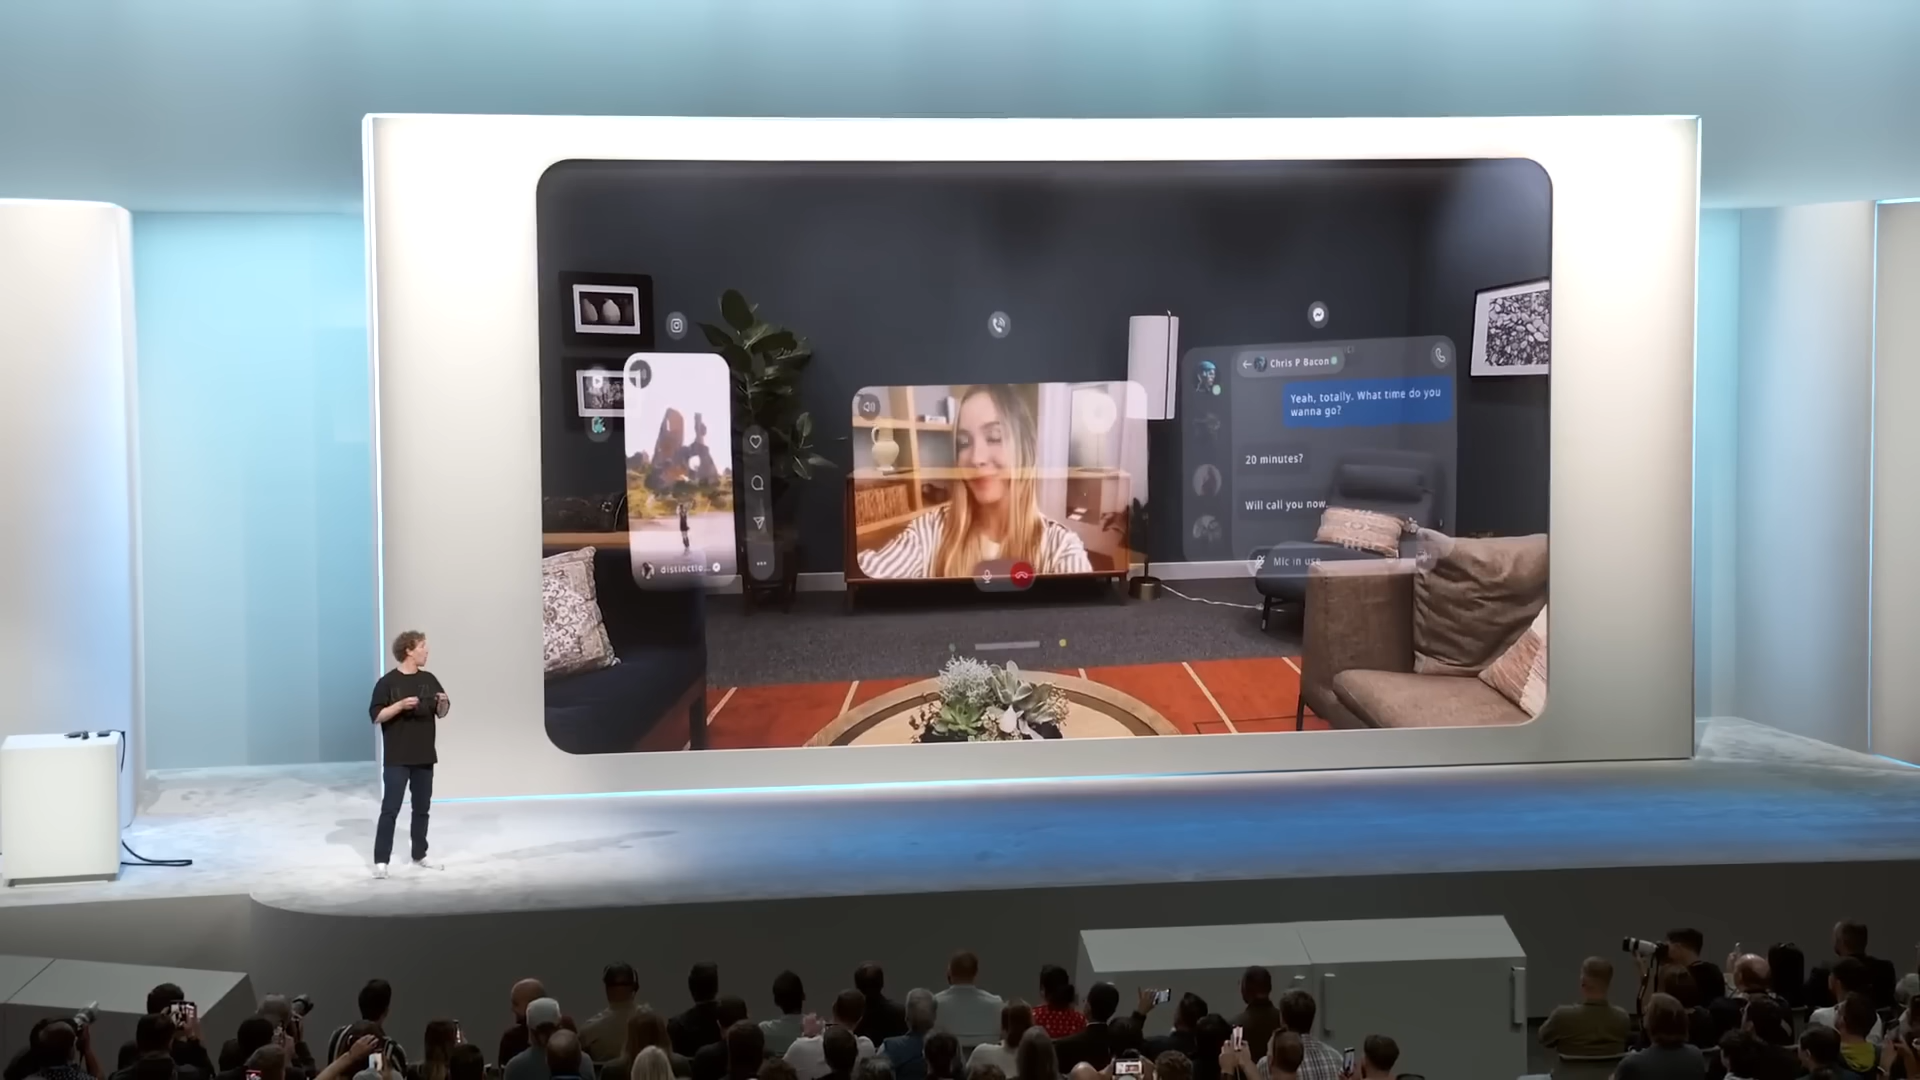 distinctio...
Chris P Bacon
Yeah, totally. What time do you
wanna go?
20 minutes?
Will call you now.
Mic in use